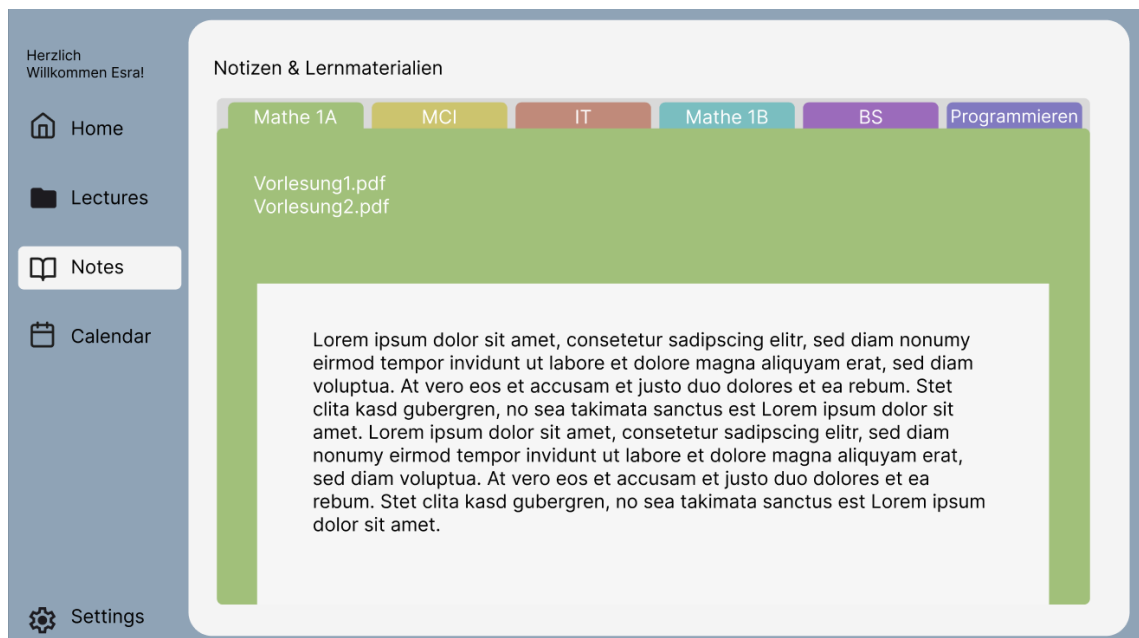 Herzlich
Willkommen Esra!
Home
Lectures
Notes
Calendar
Settings
Notizen & Lernmaterialien
Mathe 1A
MCI
IT
Mathe 1B
BS
Programmieren
Vorlesung1.pdf
Vorlesung2.pdf
Lorem ipsum dolor sit amet, consetetur sadipscing elitr, sed diam nonumy
eirmod tempor invidunt ut labore et dolore magna aliquyam erat, sed diam
voluptua. At vero eos et accusam et justo duo dolores et ea rebum. Stet
clita kasd gubergren, no sea takimata sanctus est Lorem ipsum dolor sit
amet. Lorem ipsum dolor sit amet, consetetur sadipscing elitr, sed diam
nonumy eirmod tempor invidunt ut labore et dolore magna aliquyam erat,
sed diam voluptua. At vero eos et accusam et justo duo dolores et ea
rebum. Stet clita kasd gubergren, no sea takimata sanctus est Lorem ipsum
dolor sit amet.